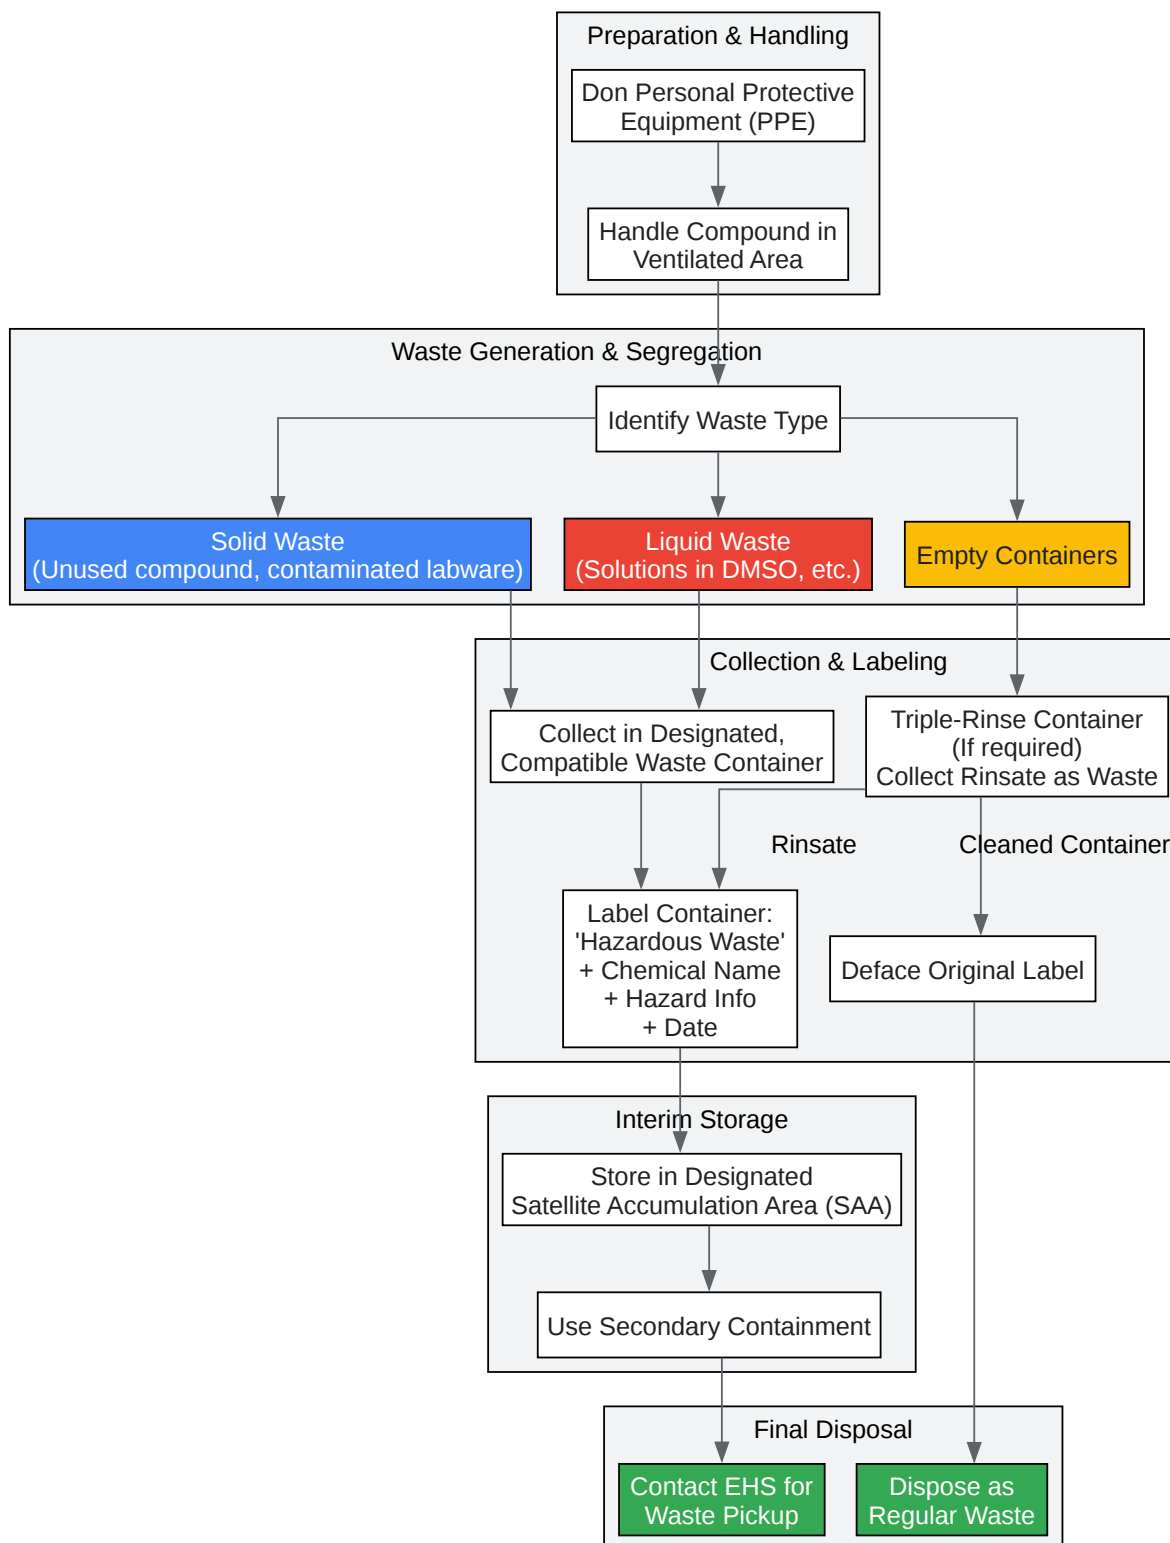 Preparation & Handling
Don Personal Protective
Equipment (PPE)
Handle Compound in
Ventilated Area
Waste Generation & Segregation
Identify Waste Type
Solid Waste
(Unused compound, contaminated labware)
Liquid Waste
(Solutions in DMSO, etc.)
Empty Containers
Collection & Labeling
Collect in Designated,
Compatible Waste Container
Triple-Rinse Container
(If required)
Collect Rinsate as Waste
Rinsate
Cleaned Container
Label Container:
'Hazardous Waste'
+ Chemical Name
+ Hazard Info
+ Date
Deface Original Label
Interim Storage
Store in Designated
Satellite Accumulation Area (SAA)
Use Secondary Containment
Final Disposal
Contact EHS for
Waste Pickup
Dispose as
Regular Waste